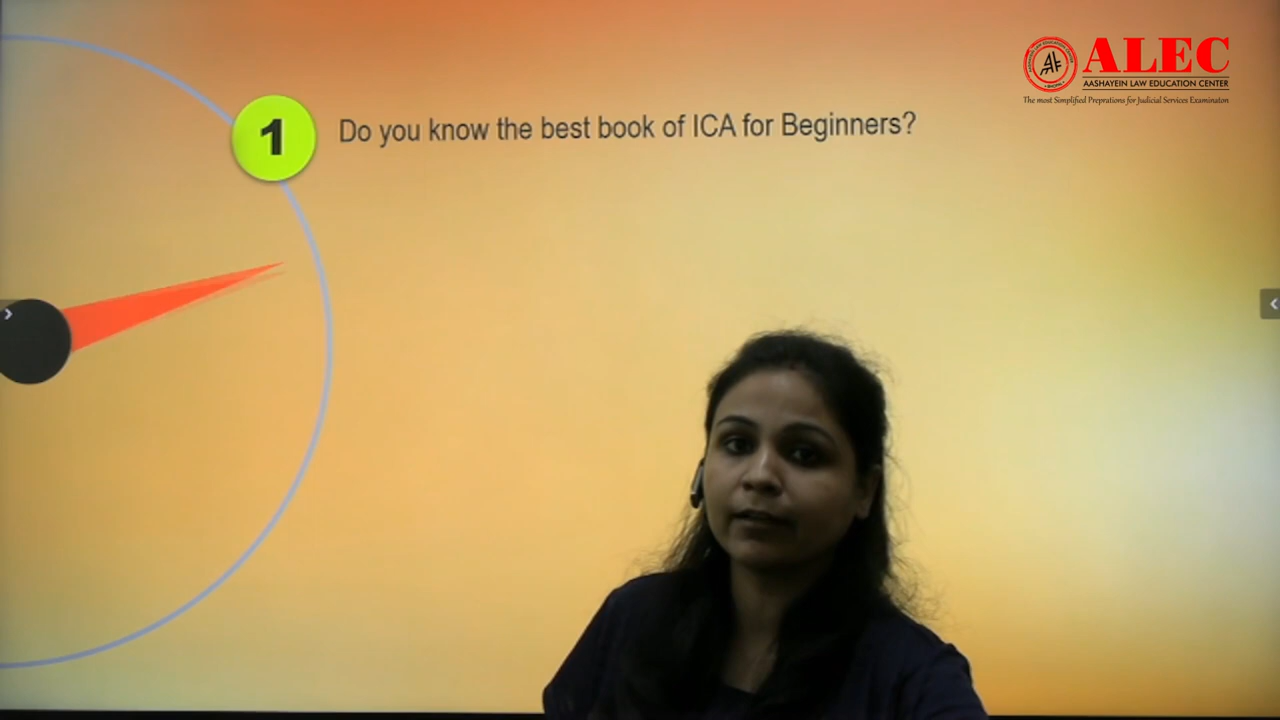 ALEC
AASHAYEIN LAW EDUCATION CENTER
The most Simplified Preprations for Judicial Services Examinaton
1
Do you know the best book of ICA for Beginners?